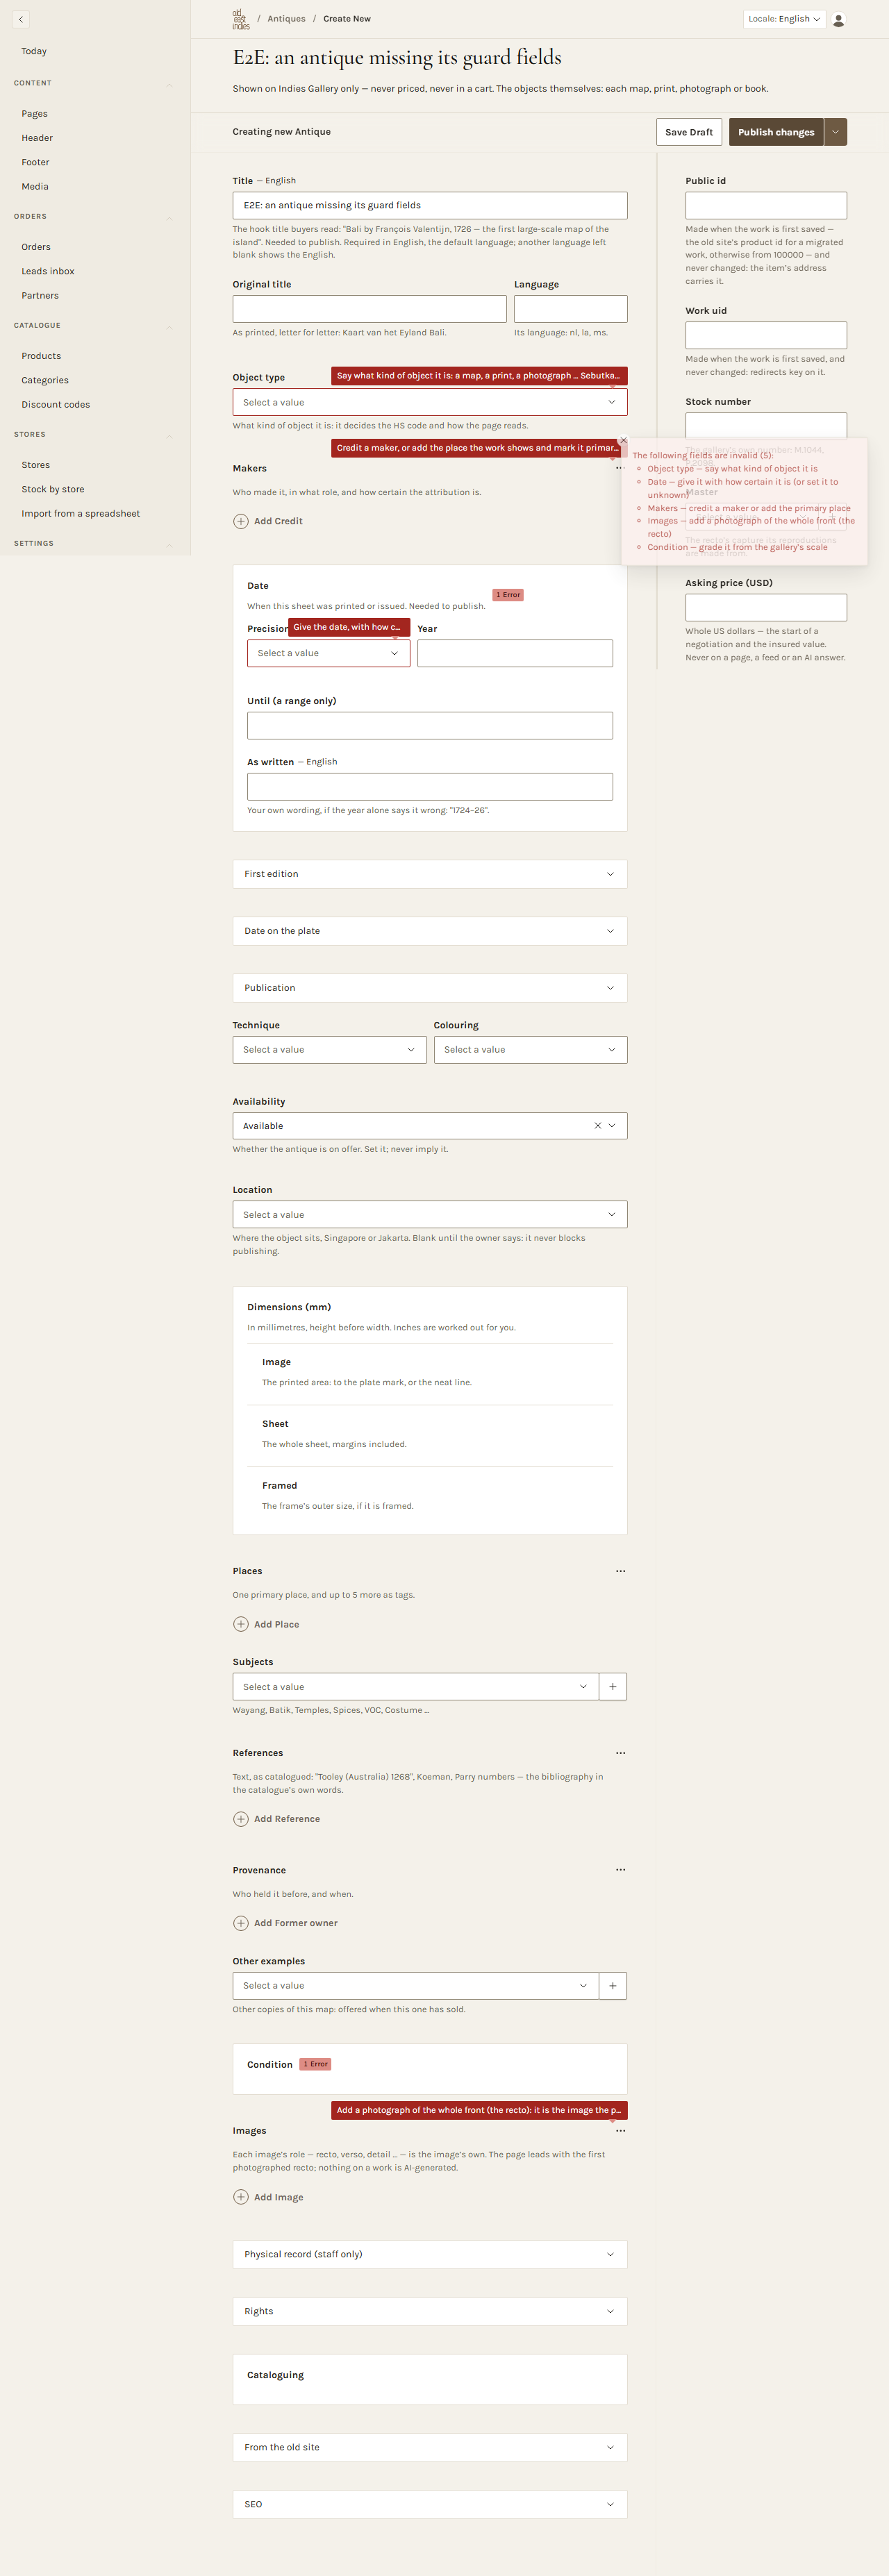 Today
CONTENT
Pages
Header
Footer
Media
ORDERS
Orders
Leads inbox
Partners
CATALOGUE
Products
Categories
Discount codes
STORES
Stores
Stock by store
Import from a spreadsheet
SETTINGS
old east indies / Antiques / Create New
Locale: English
E2E: an antique missing its guard fields
Shown on Indies Gallery only — never priced, never in a cart. The objects themselves: each map, print, photograph or book.
Creating new Antique
Save Draft
Publish changes
Title — English
E2E: an antique missing its guard fields
The hook title buyers read: "Bali by François Valentijn, 1726 — the first large-scale map of the
island". Needed to publish. Required in English, the default language; another language left
blank shows the English.
Original title
As printed, letter for letter: Kaart van het Eyland Bali.
Language
Its language: nl, la, ms.
Say what kind of object it is: a map, a print, a photograph … Sebutka...
Object type
Select a value
What kind of object it is: it decides the HS code and how the page reads.
Credit a maker, or add the place the work shows and mark it primar...
Makers
Who made it, in what role, and how certain the attribution is.
Add Credit
Date
1 Error
When this sheet was printed or issued. Needed to publish.
Give the date, with how c...
Precision
Select a value
Year
Until (a range only)
As written — English
Your own wording, if the year alone says it wrong: "1724–26".
First edition
Date on the plate
Publication
Technique
Select a value
Colouring
Select a value
Availability
Available
Whether the antique is on offer. Set it; never imply it.
Location
Select a value
Where the object sits, Singapore or Jakarta. Blank until the owner says: it never blocks
publishing.
Dimensions (mm)
In millimetres, height before width. Inches are worked out for you.
Image
The printed area: to the plate mark, or the neat line.
Sheet
The whole sheet, margins included.
Framed
The frame's outer size, if it is framed.
Places
One primary place, and up to 5 more as tags.
Add Place
Subjects
Select a value
Wayang, Batik, Temples, Spices, VOC, Costume …
References
Text, as catalogued: "Tooley (Australia) 1268", Koeman, Parry numbers — the bibliography in
the catalogue's own words.
Add Reference
Provenance
Who held it before, and when.
Add Former owner
Other examples
Select a value
Other copies of this map: offered when this one has sold.
Condition
1 Error
Add a photograph of the whole front (the recto): it is the image the p...
Images
Each image's role — recto, verso, detail … — is the image's own. The page leads with the first
photographed recto; nothing on a work is AI-generated.
Add Image
Physical record (staff only)
Rights
Cataloguing
From the old site
SEO
Public id
Made when the work is first saved —
the old site's product id for a migrated
work, otherwise from 100000 — and
never changed: the item's address
carries it.
Work uid
Made when the work is first saved, and
never changed: redirects key on it.
Stock number
The gallery's own number: M.1044,
The following fields are invalid (5):
Object type — say what kind of object it is
Date — give it with how certain it is (or set it to
unknown)
Makers — credit a maker or add the primary place
Images — add a photograph of the whole front (the
recto)
Condition — grade it from the gallery's scale
Master
The recto's capture its reproductions
are made from.
Asking price (USD)
Whole US dollars — the start of a
negotiation and the insured value.
Never on a page, a feed or an AI answer.